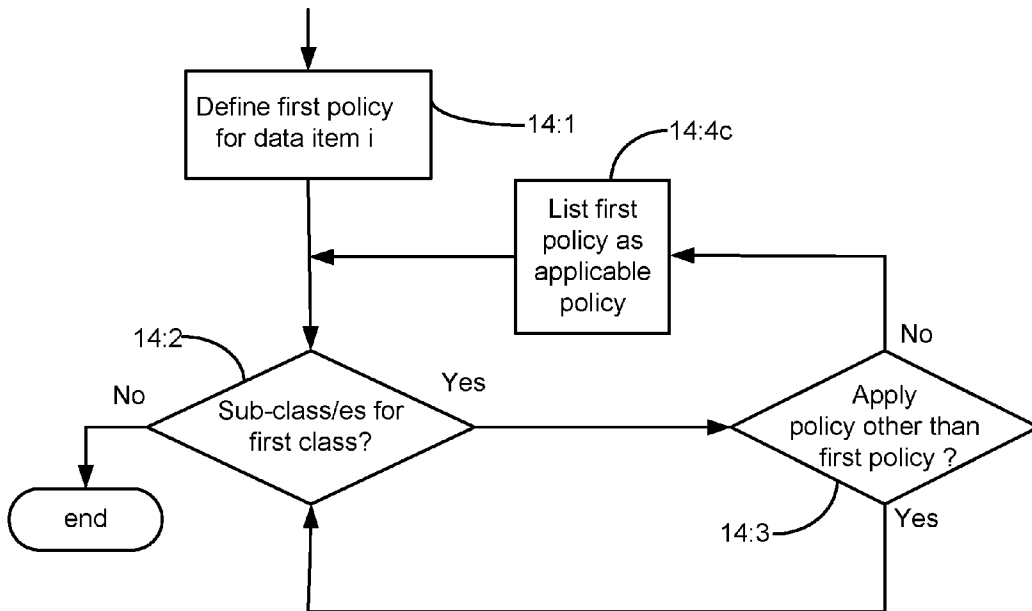 Define first policy
for data item i
14:1
14:4c
List first
policy as
applicable
policy
14:2
No
Yes
Sub-class/es for
first class?
No
Apply
policy other than
first policy ?
end
14:3
Yes